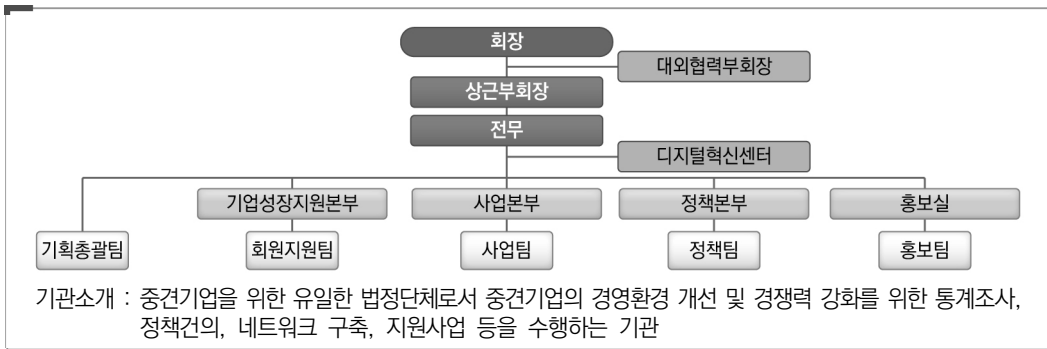 회장
대외협력부회장
상근부회장
전무
디지털혁신센터
기업성장지원본부
사업본부
정책본부
홍보실
기획총괄팀
회원지원팀
사업팀
정책팀
홍보팀
기관소개 : 중견기업을 위한 유일한 법정단체로서 중견기업의 경영환경 개선 및 경쟁력 강화를 위한 통계조사,
정책건의, 네트워크 구축, 지원사업 등을 수행하는 기관